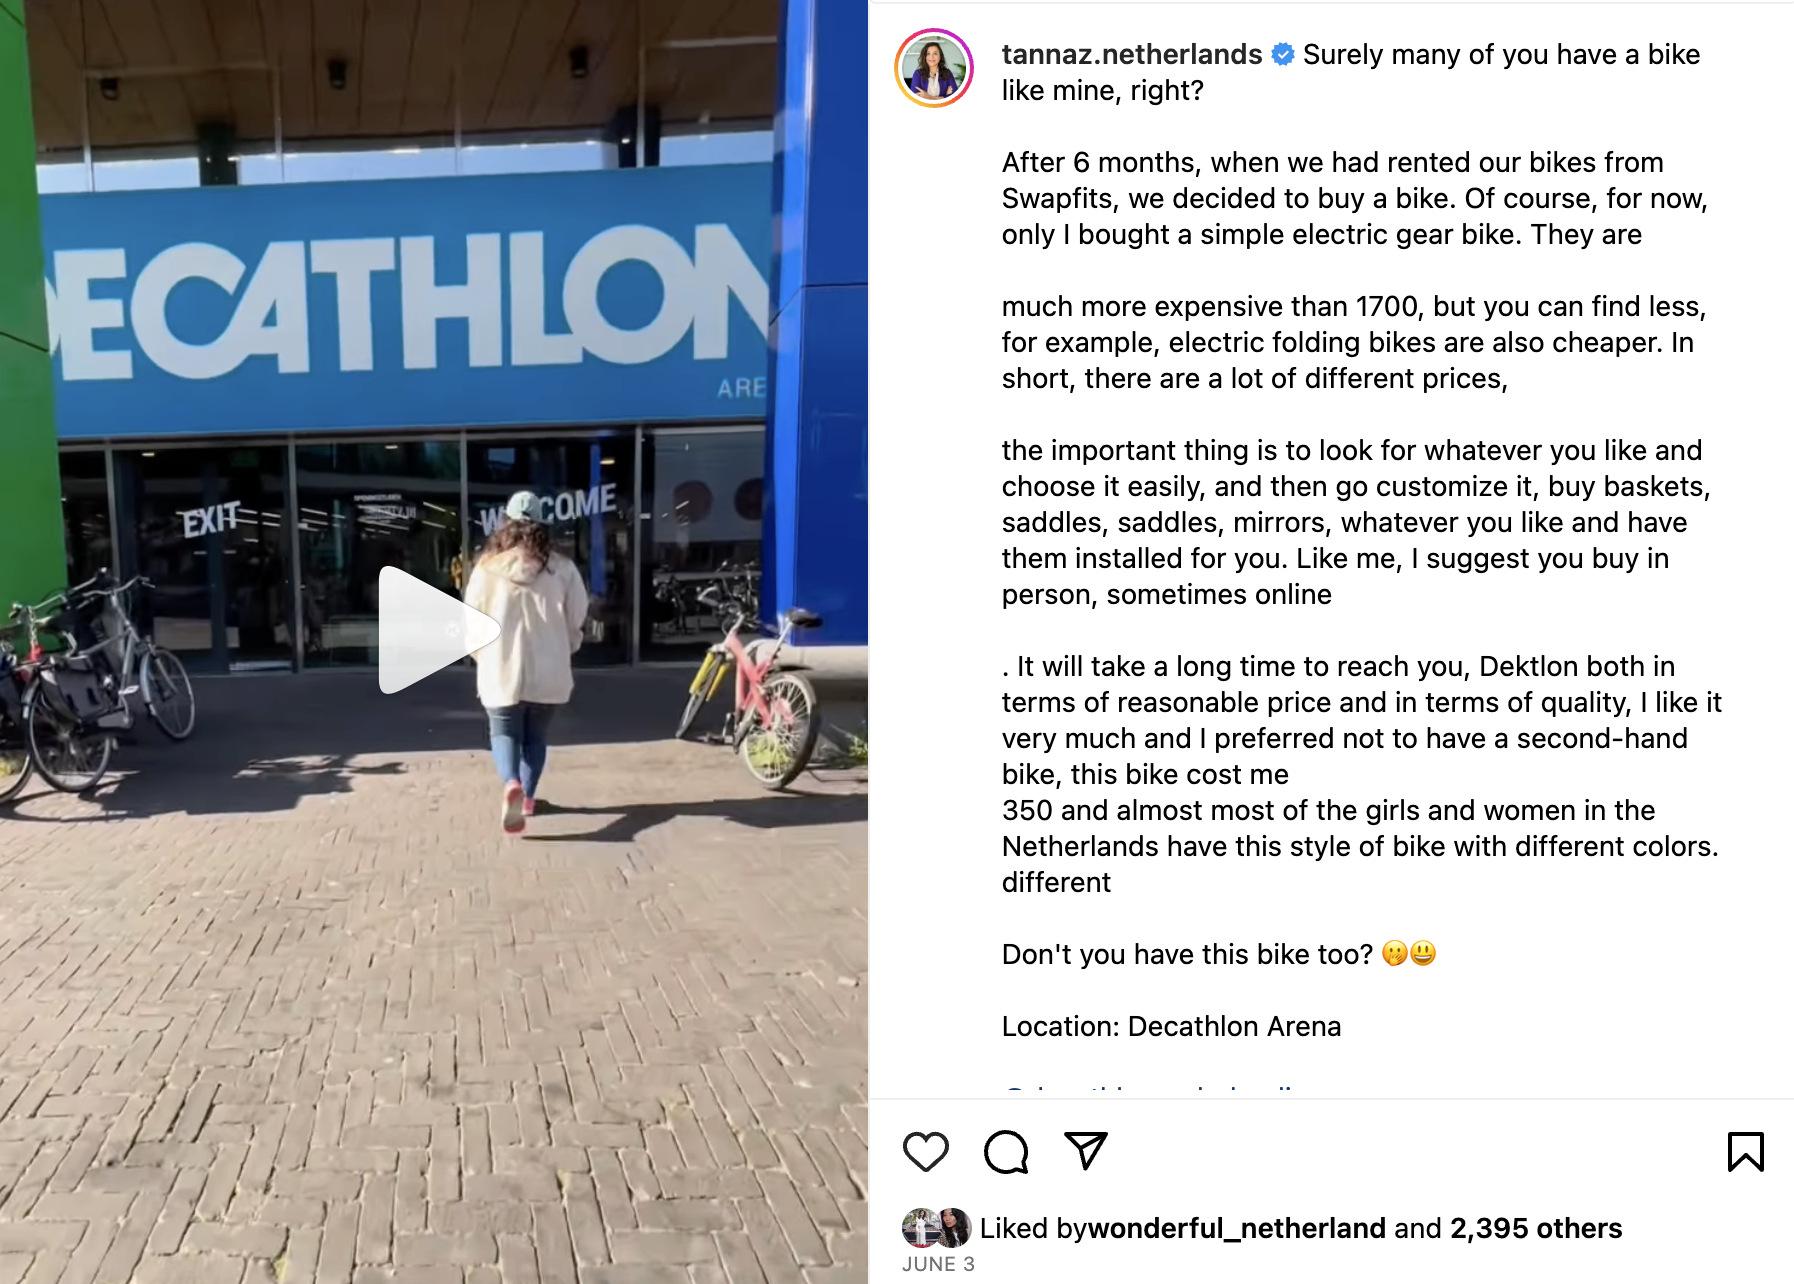 DECATHLON
ARE
EXIT
WELCOME
tannaz.netherlands Surely many of you have a bike
like mine, right?
After 6 months, when we had rented our bikes from
Swapfits, we decided to buy a bike. Of course, for now,
only I bought a simple electric gear bike. They are
much more expensive than 1700, but you can find less,
for example, electric folding bikes are also cheaper. In
short, there are a lot of different prices,
the important thing is to look for whatever you like and
choose it easily, and then go customize it, buy baskets,
saddles, saddles, mirrors, whatever you like and have
them installed for you. Like me, I suggest you buy in
person, sometimes online
. It will take a long time to reach you, Dektlon both in
terms of reasonable price and in terms of quality, I like it
very much and I preferred not to have a second-hand
bike, this bike cost me
350 and almost most of the girls and women in the
Netherlands have this style of bike with different colors.
different
Don't you have this bike too? 🤭😃
Location: Decathlon Arena
Liked bywonderful_netherland and 2,395 others
JUNE 3